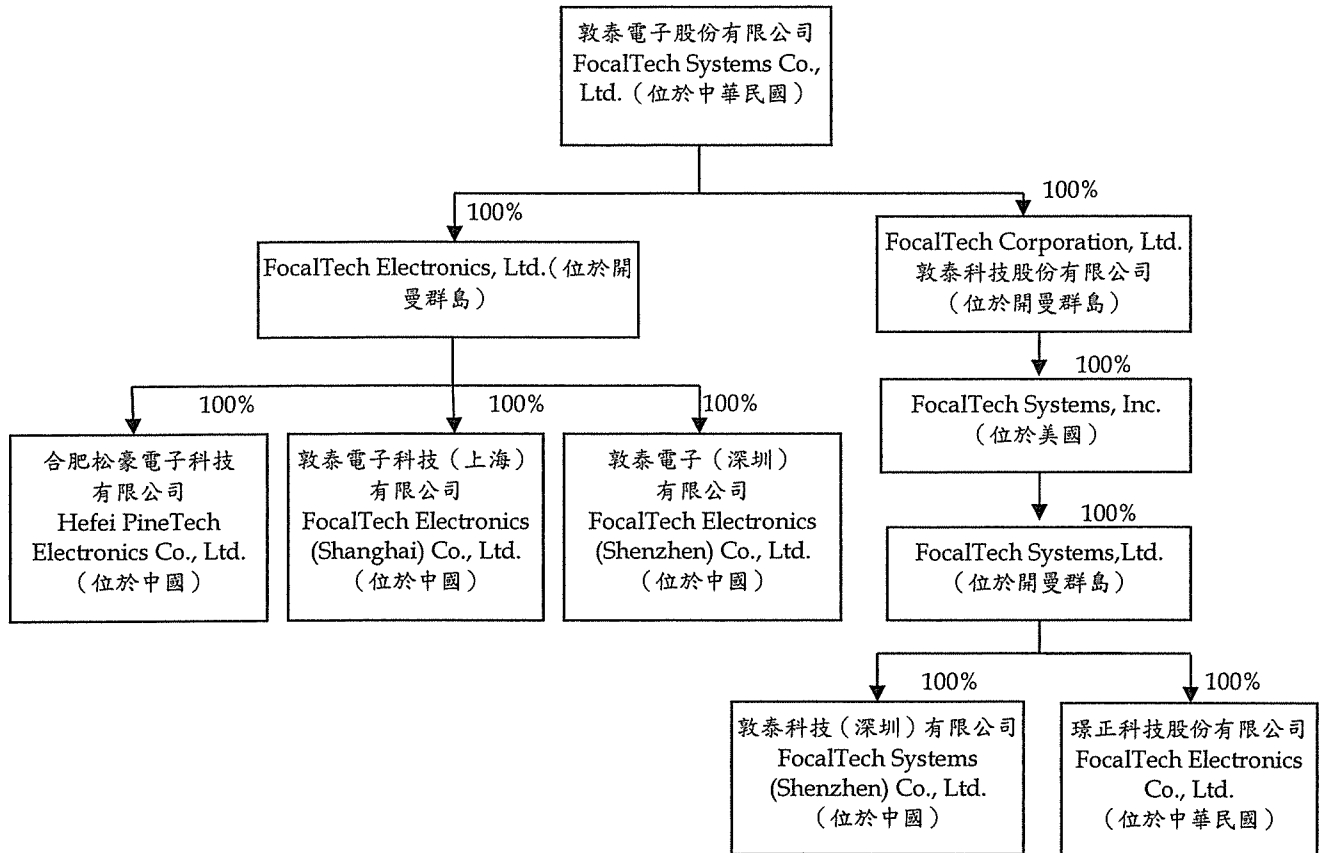 敦泰電子股份有限公司
FocalTech Systems Co.,
Ltd.（位於中華民國）
100%
100%
FocalTech Electronics, Ltd.（位於開
曼群島）
FocalTech Corporation, Ltd.
敦泰科技股份有限公司
（位於開曼群島）
100%
FocalTech Systems, Inc.
（位於美國）
100%
FocalTech Systems,Ltd.
（位於開曼群島）
100%
100%
100%
合肥松豪電子科技
有限公司
Hefei PineTech
Electronics Co., Ltd.
（位於中國）
敦泰電子科技（上海）
有限公司
FocalTech Electronics
(Shanghai) Co., Ltd.
（位於中國）
敦泰電子（深圳）
有限公司
FocalTech Electronics
(Shenzhen) Co., Ltd.
（位於中國）
100%
100%
敦泰科技（深圳）有限公司
FocalTech Systems
(Shenzhen) Co., Ltd.
（位於中國）
璟正科技股份有限公司
FocalTech Electronics
Co., Ltd.
（位於中華民國）